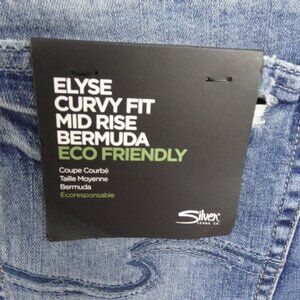 ELYSE
CURVY FIT
MID RISE
BERMUDA
ECO FRIENDLY
Coupe Courbé
Taille Moyenne
Bermuda
Écoresponsable
Silver
JEANS CO.